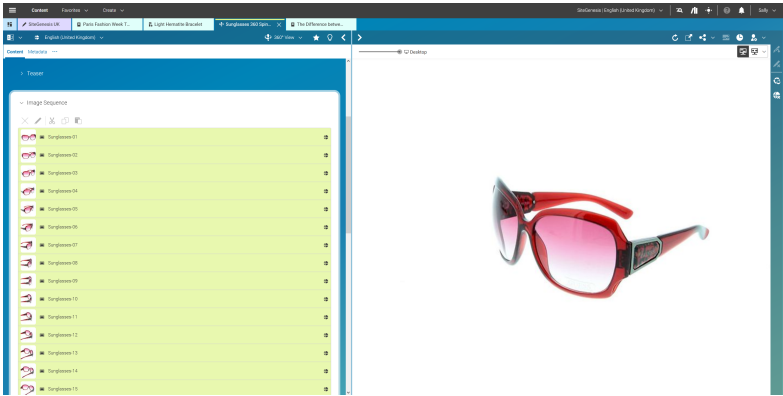 Content Favorites Create SiteGenesis | English (United Kingdom) Sally
SiteGenesis UK Paris Fashion Week T... Light Hematite Bracelet Sunglasses 360 Spin... The Difference betwe...
English (United Kingdom) 360° View
Content Metadata ... Desktop
Teaser
Image Sequence
Sunglasses-01
Sunglasses-02
Sunglasses-03
Sunglasses-04
Sunglasses-05
Sunglasses-06
Sunglasses-07
Sunglasses-08
Sunglasses-09
Sunglasses-10
Sunglasses-11
Sunglasses-12
Sunglasses-13
Sunglasses-14
Sunglasses-15